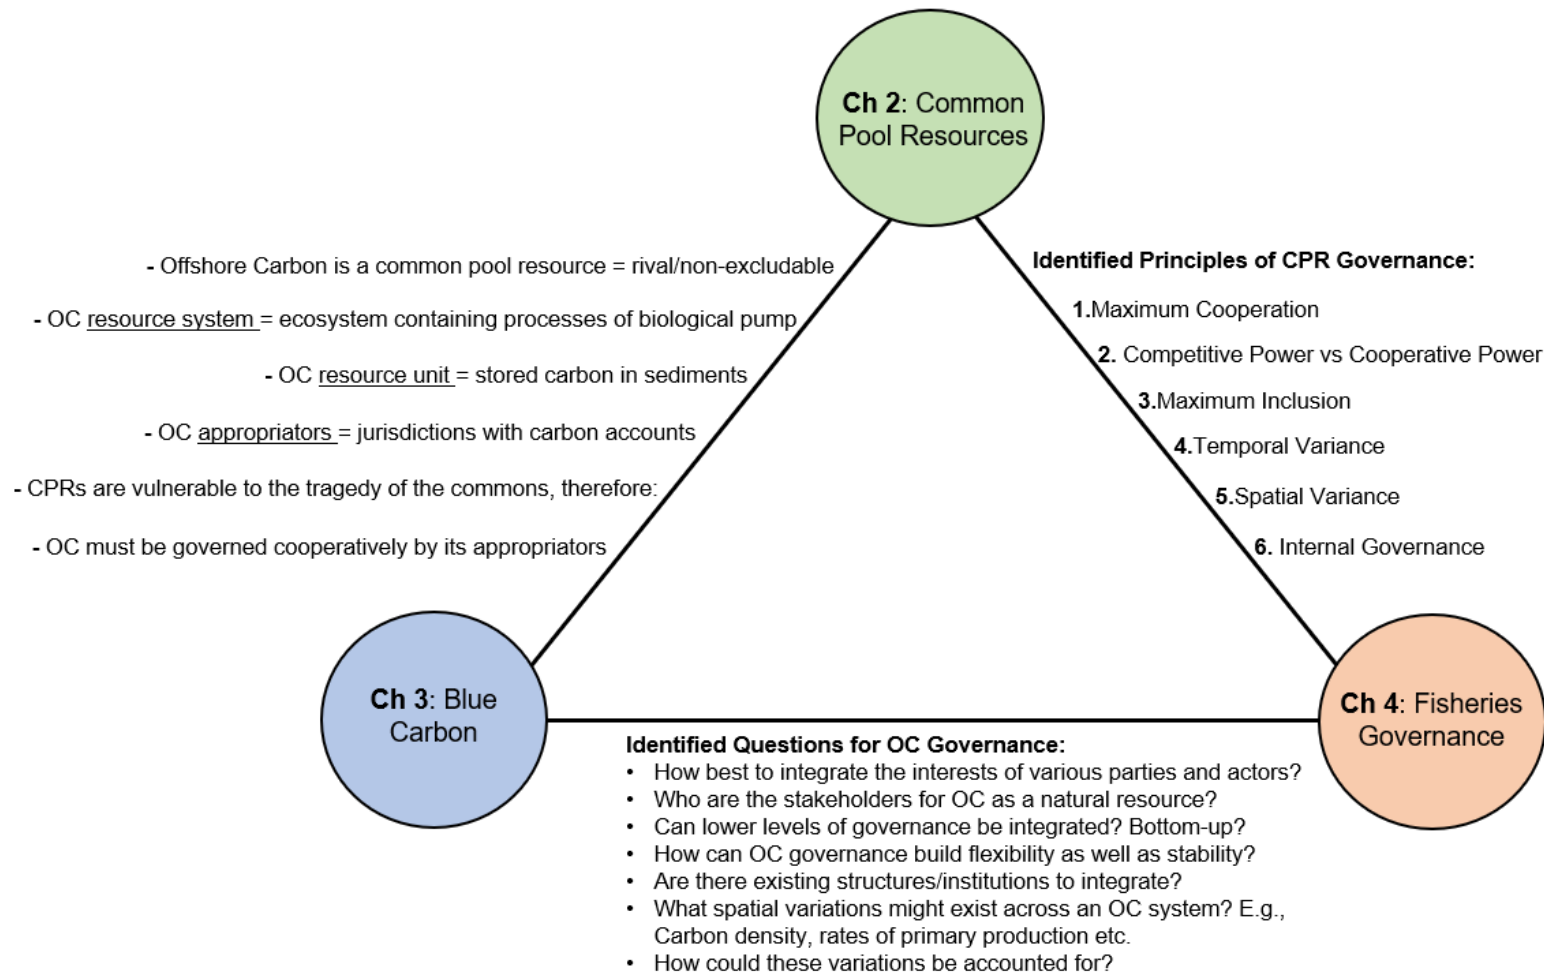 Ch 2: Common
Pool Resources
- Offshore Carbon is a common pool resource = rival/non-excludable
- OC resource system = ecosystem containing processes of biological pump
- OC resource unit = stored carbon in sediments
- OC appropriators = jurisdictions with carbon accounts
- CPRs are vulnerable to the tragedy of the commons, therefore:
- OC must be governed cooperatively by its appropriators
Identified Principles of CPR Governance:
1.Maximum Cooperation
2. Competitive Power vs Cooperative Power
3.Maximum Inclusion
4.Temporal Variance
5.Spatial Variance
6. Internal Governance
Ch 3: Blue
Carbon
Ch 4: Fisheries
Governance
Identified Questions for OC Governance:
• How best to integrate the interests of various parties and actors?
• Who are the stakeholders for OC as a natural resource?
• Can lower levels of governance be integrated? Bottom-up?
• How can OC governance build flexibility as well as stability?
• Are there existing structures/institutions to integrate?
• What spatial variations might exist across an OC system? E.g.,
Carbon density, rates of primary production etc.
• How could these variations be accounted for?